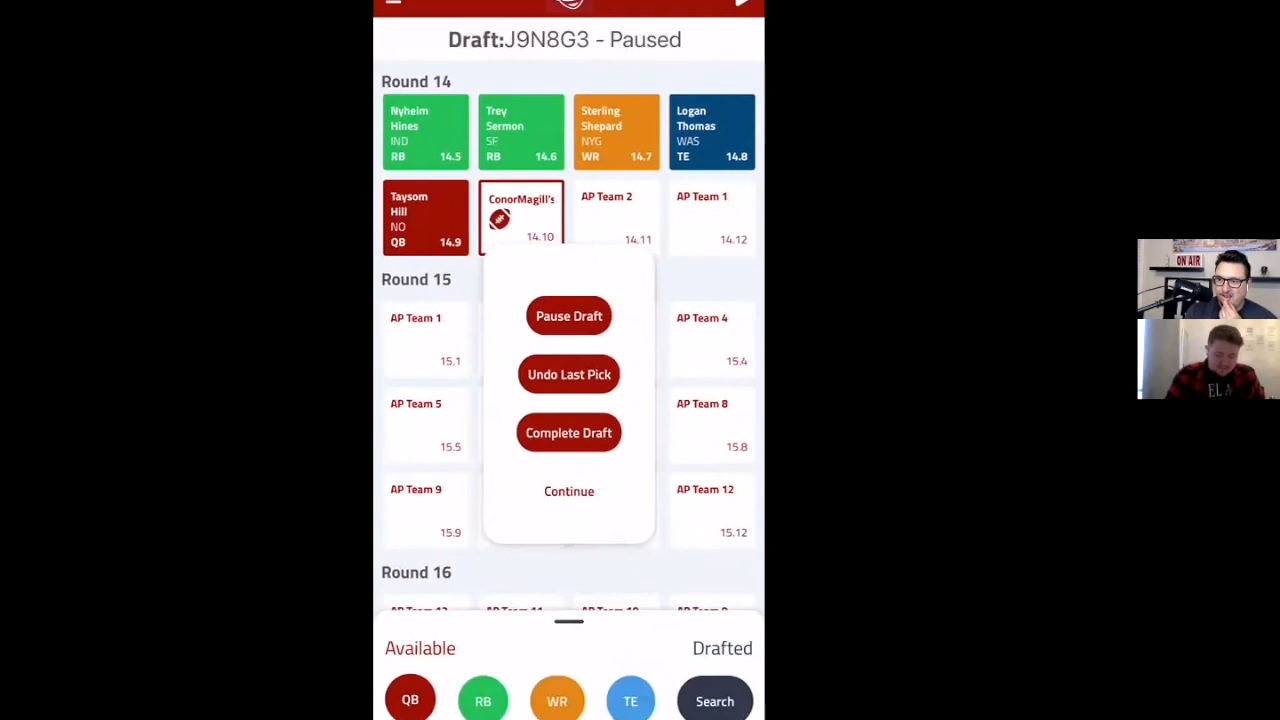 Draft:J9N8G3 - Paused
Round 14
Nyheim
Hines
IND
RB 14.5
Trey
Sermon
SF
RB 14.6
Sterling
Shepard
NYG
WR 14.7
Logan
Thomas
WAS
TE 14.8
Taysom
Hill
NO
QB 14.9
ConorMagill's
14.10
AP Team 2
14.11
AP Team 1
14.12
Round 15
AP Team 1
15.1
AP Team 4
15.4
AP Team 5
15.5
AP Team 8
15.8
AP Team 9
15.9
AP Team 12
15.12
Pause Draft
Undo Last Pick
Complete Draft
Continue
Round 16
Available
Drafted
QB
RB
WR
TE
Search
ON AIR